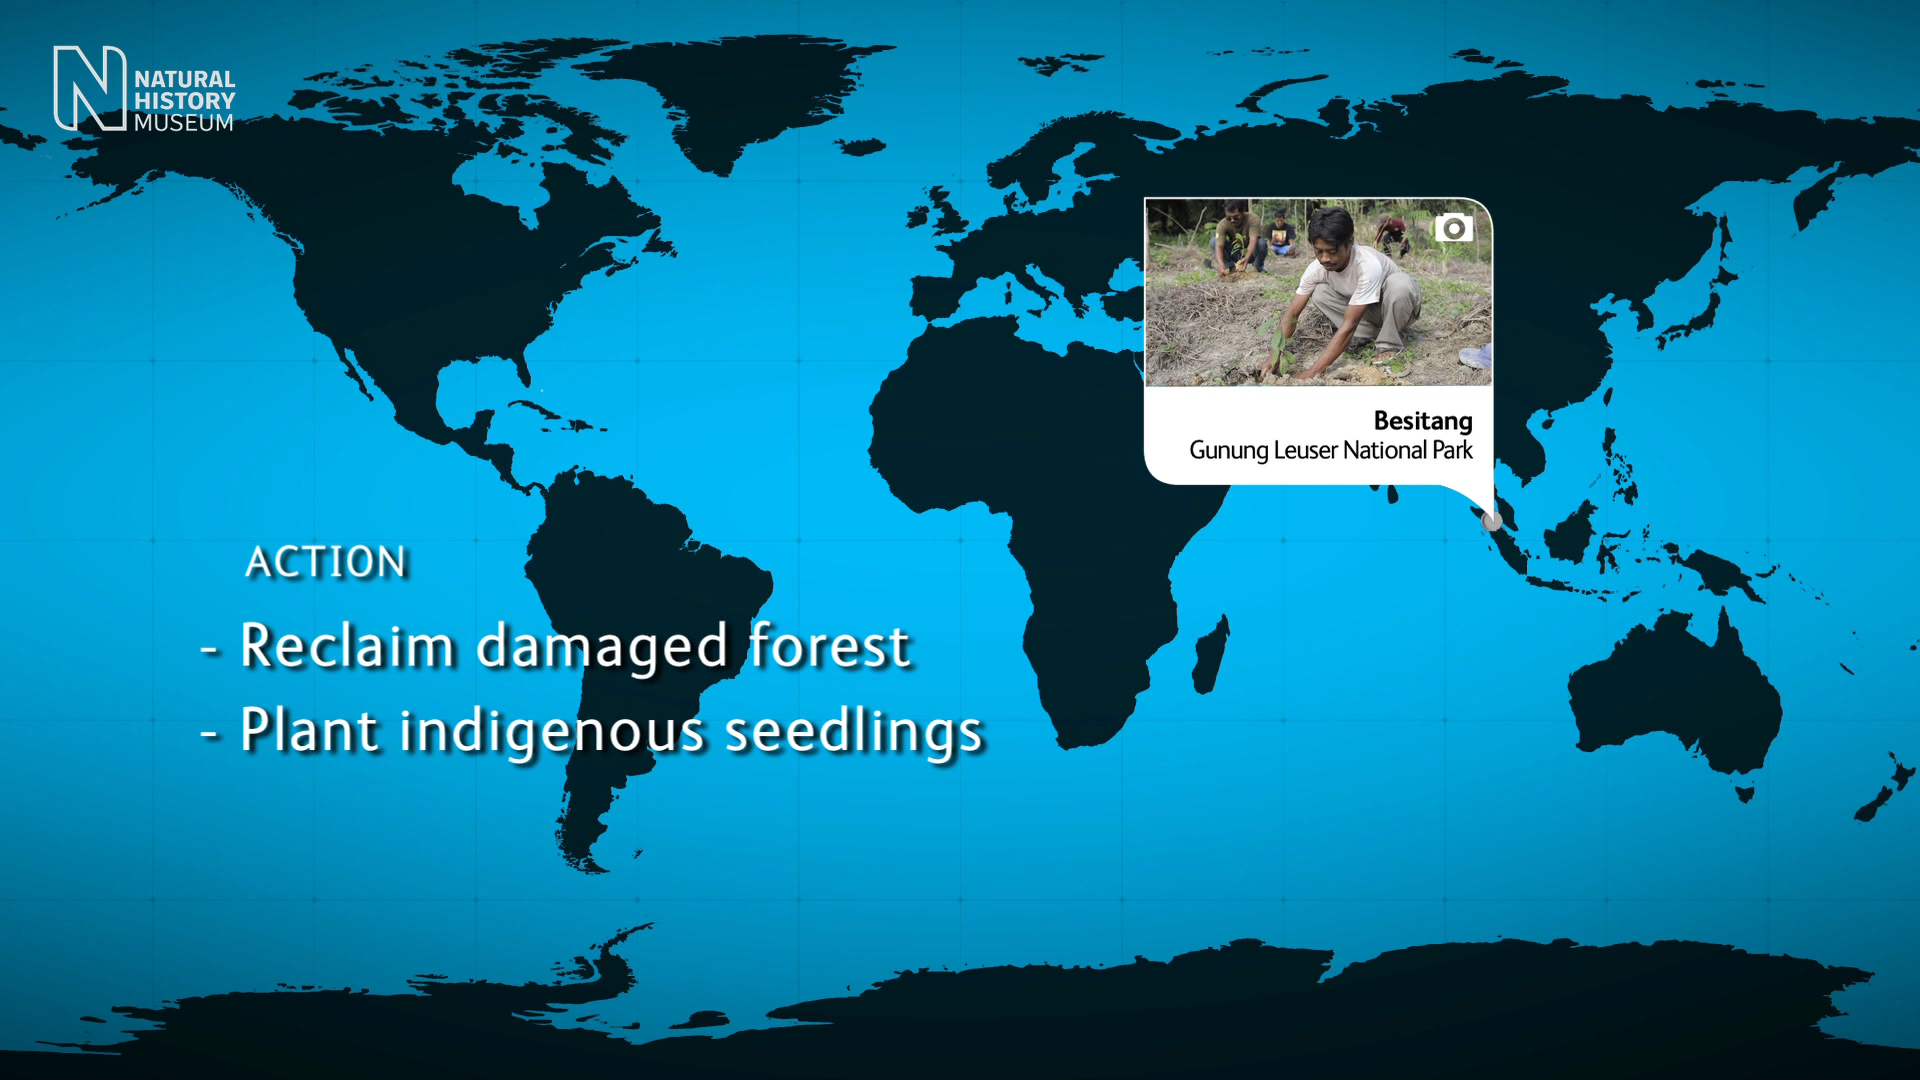 NATURAL
HISTORY
MUSEUM
Besitang
Gunung Leuser National Park
ACTION
- Reclaim damaged forest
- Plant indigenous seedlings